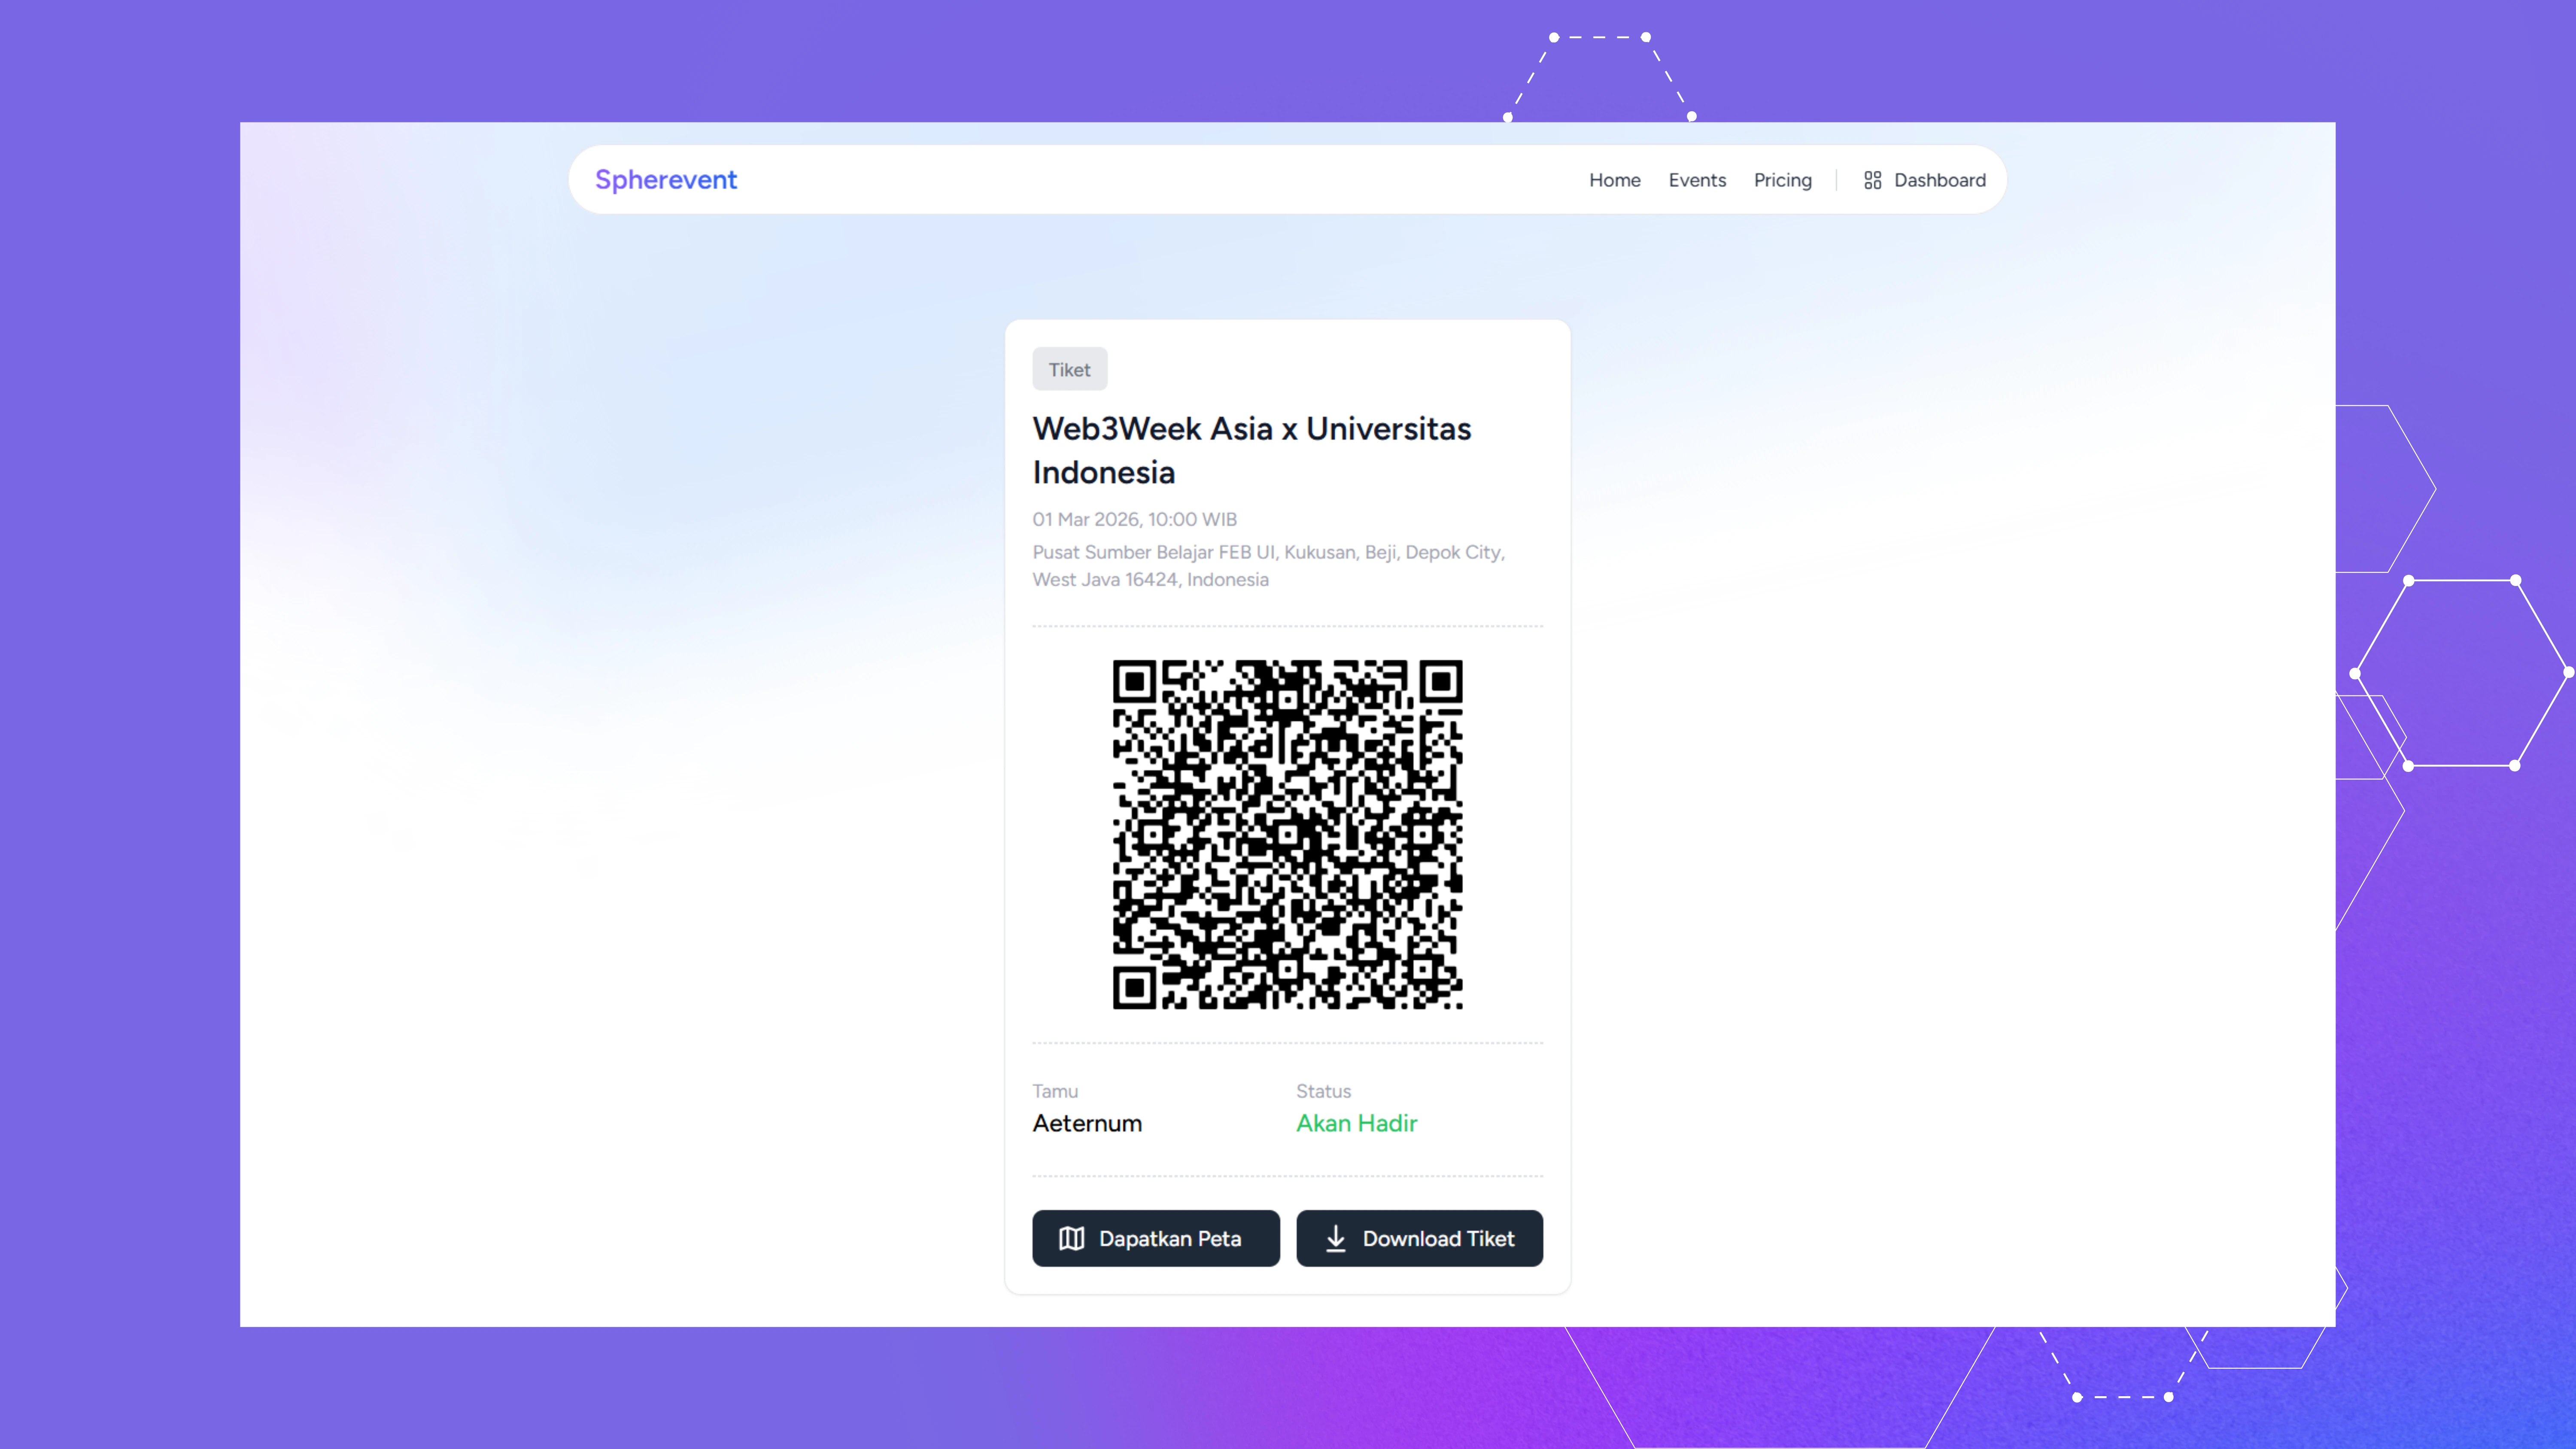 Spherevent
Home
Events
Pricing
Dashboard
Tiket
Web3Week Asia x Universitas
Indonesia
01 Mar 2026, 10:00 WIB
Pusat Sumber Belajar FEB UI, Kukusan, Beji, Depok City,
West Java 16424, Indonesia
Tamu
Aeternum
Status
Akan Hadir
Dapatkan Peta
Download Tiket